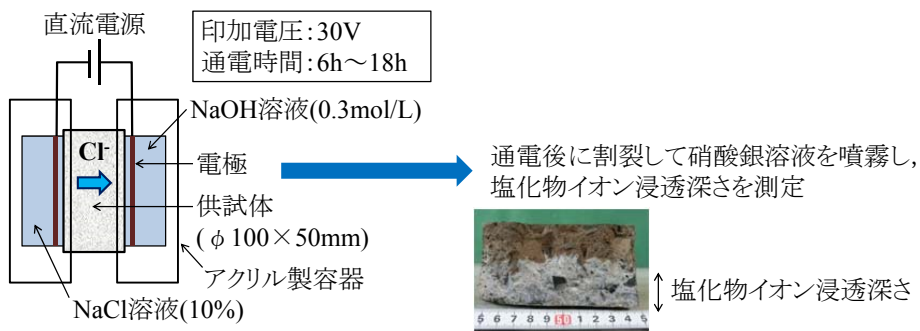 直流電源
印加電圧:30V
通電時間:6h～18h
NaOH溶液(0.3mol/L)
Cl-
電極
供試体
(φ100×50mm)
アクリル製容器
NaCl溶液(10%)
通電後に割裂して硝酸銀溶液を噴霧し,
塩化物イオン浸透深さを測定
塩化物イオン浸透深さ
5 6 7 8 9 50 1 2 3 4 5